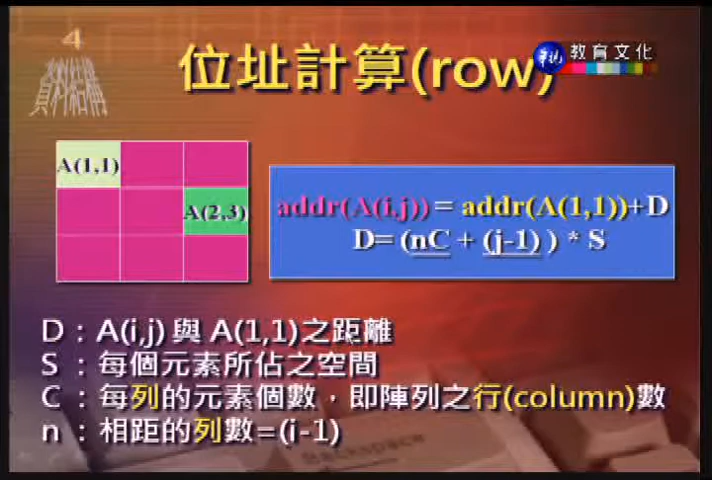 4
資料結構
位址計算(row)
華視 教育文化
A(1,1)
A(2,3)
addr(A(i,j)) = addr(A(1,1))+D
D= (nC + (j-1) ) * S
D：A(i,j) 與 A(1,1)之距離
S：每個元素所佔之空間
C：每列的元素個數，即陣列之行(column)數
n：相距的列數=(i-1)
Backspace